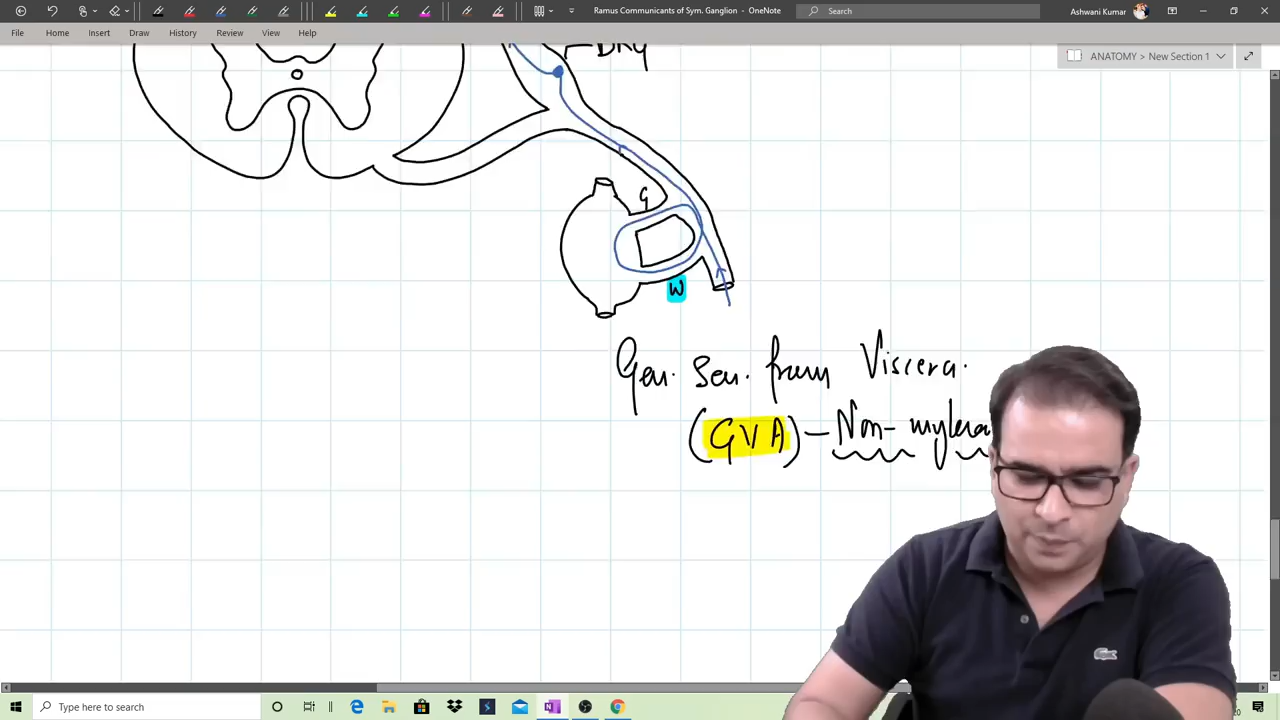 Ramus Communicants of Sym. Ganglion - OneNote
Search
Ashwani Kumar
File Home Insert Draw History Review View Help
ANATOMY > New Section 1
DRG
G
W
Gen. Sen. from Viscera.
(GVA) – Non-mylena
Type here to search
20